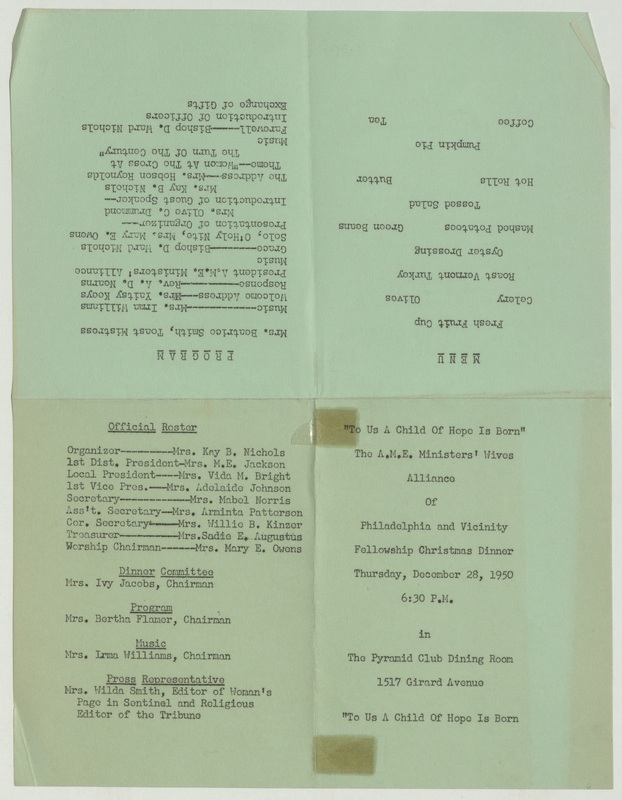 "To Us A Child Of Hope Is Born"
The A.M.E. Ministers' Wives
Alliance
Of
Philadelphia and Vicinity
Fellowship Christmas Dinner
Thursday, December 28, 1950
6:30 P.M.
in
The Pyramid Club Dining Room
1517 Girard Avenue
"To Us A Child Of Hope Is Born
M E N U
Fresh Fruit Cup
Celery Olives
Roast Vermont Turkey
Oyster Dressing
Mashed Potatoes Green Beans
Tossed Salad
Hot Rolls Butter
Pumpkin Pie
Coffee Tea
P R O G R A M
Mrs. Beatrice Smith, Toast Mistress
Music-------------Mrs. Irma Williams
Welcome Address---Mrs. Yaitsy Keeys
Response----------Rev. A. D. Nearns
President A.M.E. Ministers' Alliance
Music
Grace---------Bishop D. Ward Nichols
Solo, O'Holy Nite, Mrs. Mary E. Owens
Presentation of Organizer---
Mrs. Olive C. Drummond
Introduction of Guest Speaker--
Mrs. Kay B. Nichols
The Address---Mrs. Hobson Reynolds
Theme--"Woman At The Cross At
The Turn Of The Century"
Music
Farewell------Bishop D. Ward Nichols
Introduction Of Officers
Exchange of Gifts
Official Roster
Organizer----------Mrs. Kay B. Nichols
1st Dist. President-Mrs. M.E. Jackson
Local President----Mrs. Vida M. Bright
1st Vice Pres.---Mrs. Adelaide Johnson
Secretary-------------Mrs. Mabel Norris
Ass't. Secretary--Mrs. Arminta Patterson
Cor. Secretary-----Mrs. Willie B. Kinzer
Treasurer-----------Mrs.Sadie E. Augustus
Worship Chairman------Mrs. Mary E. Owens
Dinner Committee
Mrs. Ivy Jacobs, Chairman
Program
Mrs. Bertha Flamer, Chairman
Music
Mrs. Irma Williams, Chairman
Press Representative
Mrs. Wilda Smith, Editor of Woman's
Page in Sentinel and Religious
Editor of the Tribune